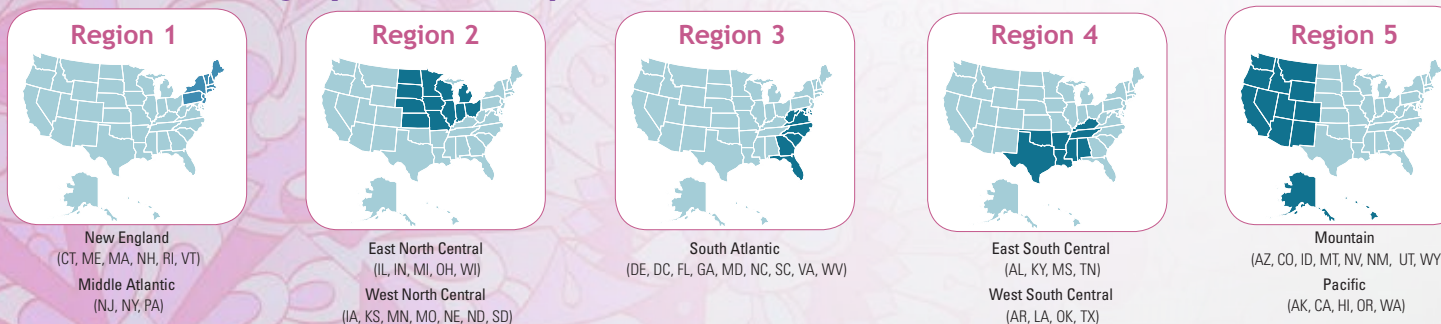 Region 1
New England
(CT, ME, MA, NH, RI, VT)
Middle Atlantic
(NJ, NY, PA)
Region 2
East North Central
(IL, IN, MI, OH, WI)
West North Central
(IA, KS, MN, MO, NE, ND, SD)
Region 3
South Atlantic
(DE, DC, FL, GA, MD, NC, SC, VA, WV)
Region 4
East South Central
(AL, KY, MS, TN)
West South Central
(AR, LA, OK, TX)
Region 5
Mountain
(AZ, CO, ID, MT, NV, NM, UT, WY
Pacific
(AK, CA, HI, OR, WA)